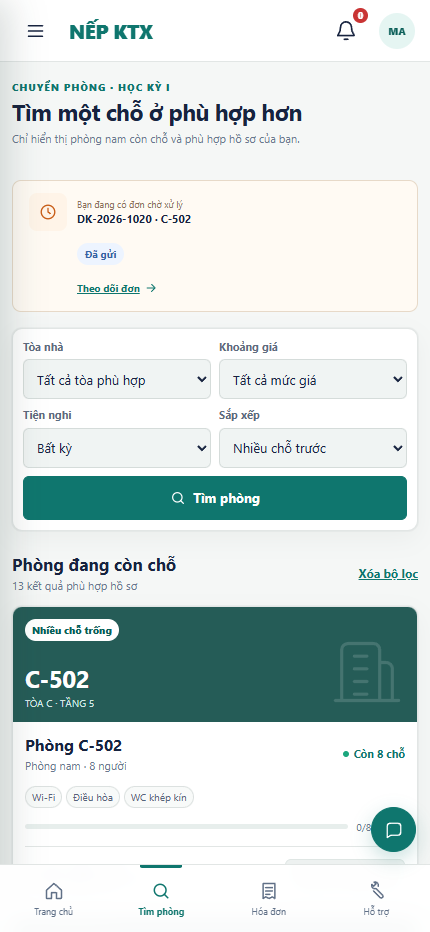 NẾP KTX
0
MA
CHUYỂN PHÒNG · HỌC KỲ I
Tìm một chỗ ở phù hợp hơn
Chỉ hiển thị phòng nam còn chỗ và phù hợp hồ sơ của bạn.
Bạn đang có đơn chờ xử lý
DK-2026-1020 · C-502
Đã gửi
Theo dõi đơn →
Tòa nhà
Khoảng giá
Tất cả tòa phù hợp
Tất cả mức giá
Tiện nghi
Sắp xếp
Bất kỳ
Nhiều chỗ trước
Tìm phòng
Phòng đang còn chỗ
13 kết quả phù hợp hồ sơ
Xóa bộ lọc
Nhiều chỗ trống
C-502
TÒA C · TẦNG 5
Phòng C-502
Phòng nam · 8 người
Còn 8 chỗ
Wi-Fi
Điều hòa
WC khép kín
0/8
Trang chủ
Tìm phòng
Hóa đơn
Hỗ trợ